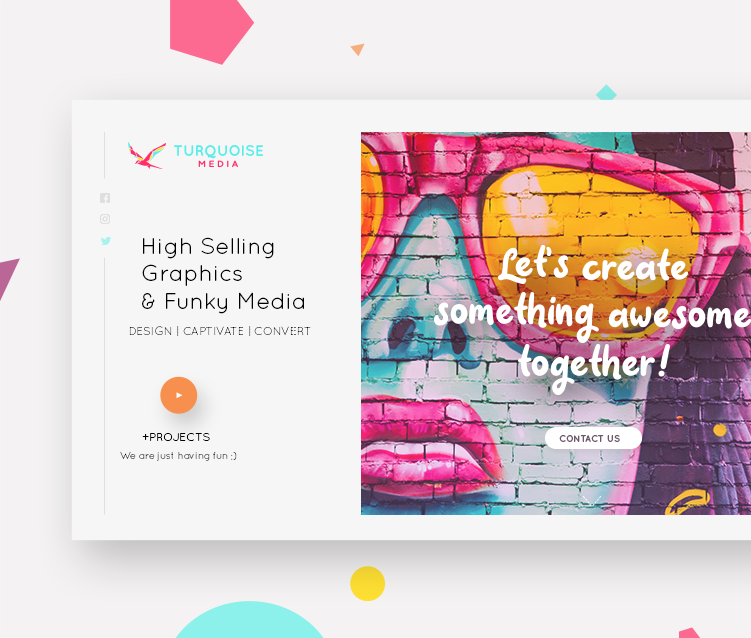 TURQUOISE
MEDIA
High Selling
Graphics
& Funky Media
DESIGN | CAPTIVATE | CONVERT
+PROJECTS
We are just having fun ;)
Let's create
something awesome
together!
CONTACT US